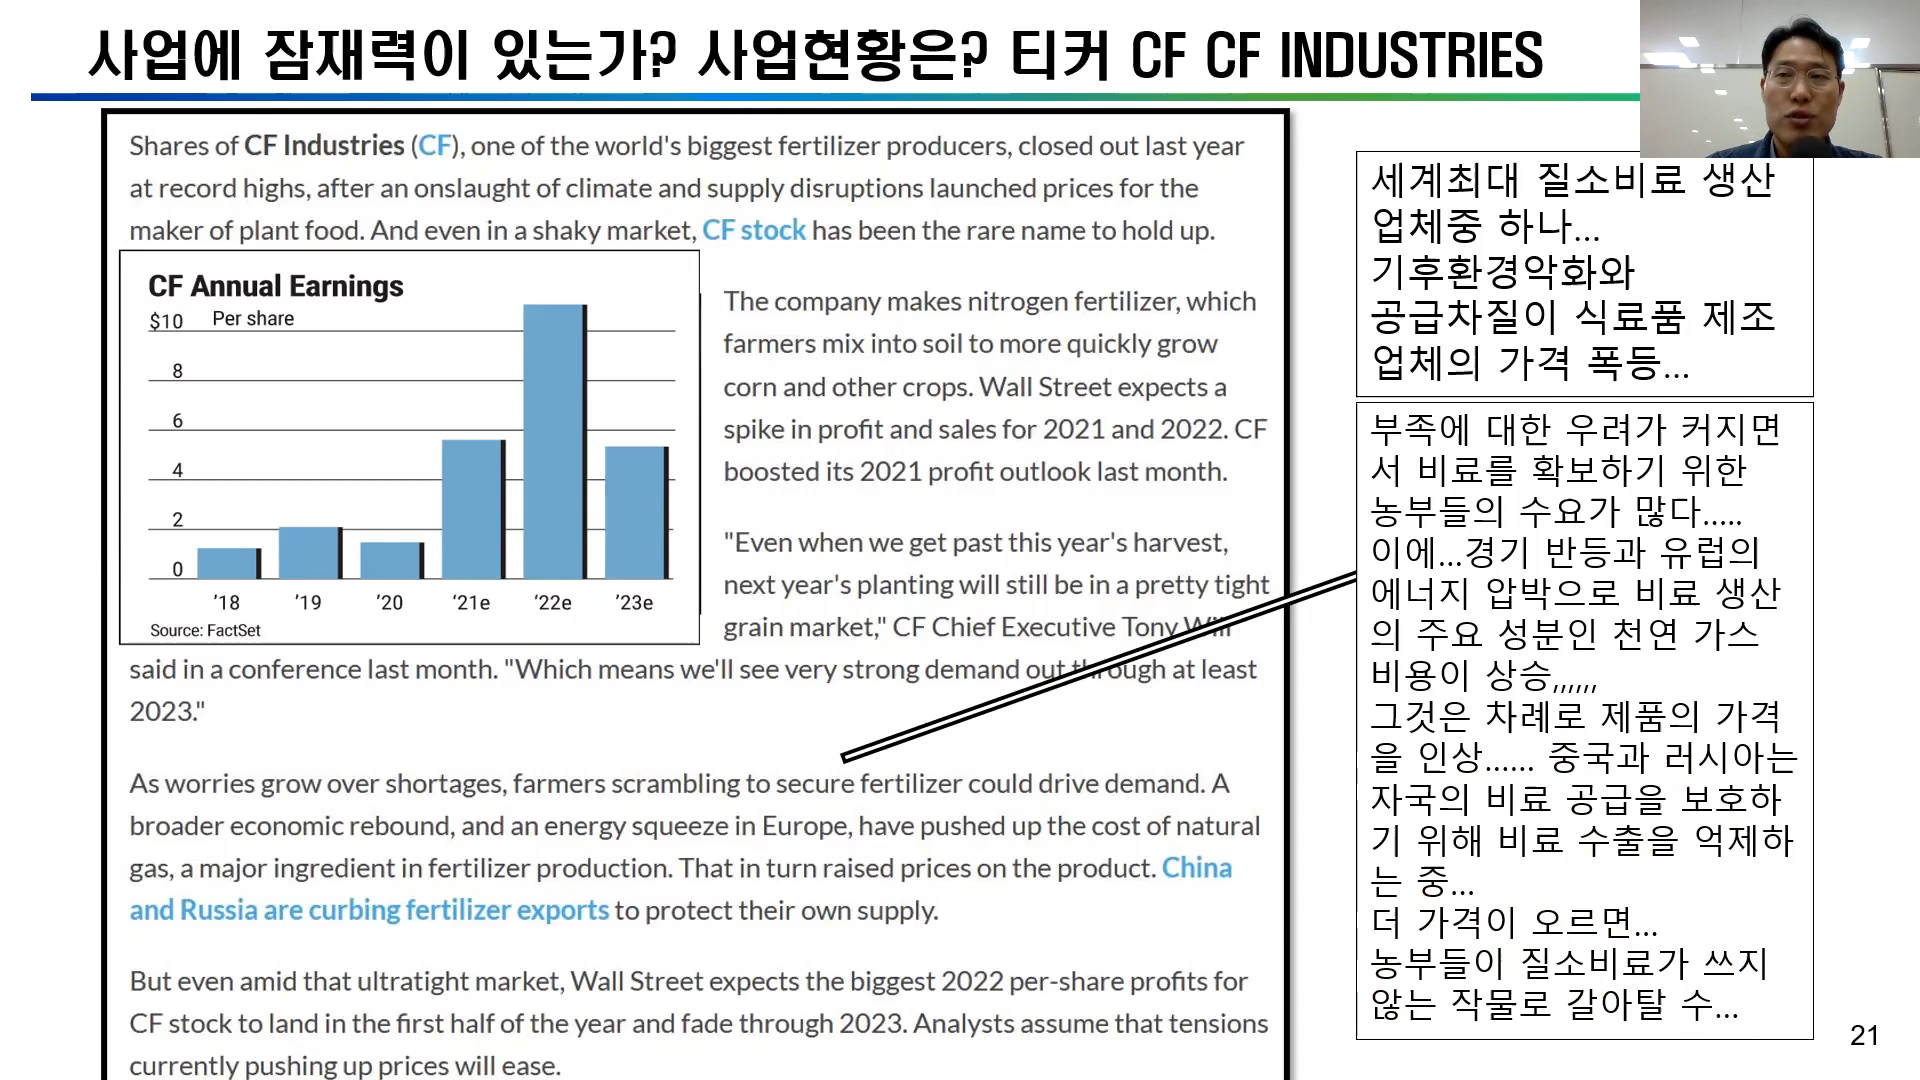 사업에 잠재력이 있는가? 사업현황은? 티커 CF CF INDUSTRIES
Shares of CF Industries (CF), one of the world's biggest fertilizer producers, closed out last year
at record highs, after an onslaught of climate and supply disruptions launched prices for the
maker of plant food. And even in a shaky market, CF stock has been the rare name to hold up.
CF Annual Earnings
$10 Per share
8
6
4
2
0
'18 '19 '20 '21e '22e '23e
Source: FactSet
The company makes nitrogen fertilizer, which
farmers mix into soil to more quickly grow
corn and other crops. Wall Street expects a
spike in profit and sales for 2021 and 2022. CF
boosted its 2021 profit outlook last month.
"Even when we get past this year's harvest,
next year's planting will still be in a pretty tight
grain market," CF Chief Executive Tony Will
said in a conference last month. "Which means we'll see very strong demand out through at least
2023."
As worries grow over shortages, farmers scrambling to secure fertilizer could drive demand. A
broader economic rebound, and an energy squeeze in Europe, have pushed up the cost of natural
gas, a major ingredient in fertilizer production. That in turn raised prices on the product. China
and Russia are curbing fertilizer exports to protect their own supply.
But even amid that ultratight market, Wall Street expects the biggest 2022 per-share profits for
CF stock to land in the first half of the year and fade through 2023. Analysts assume that tensions
currently pushing up prices will ease.
세계최대 질소비료 생산
업체중 하나...
기후환경악화와
공급차질이 식료품 제조
업체의 가격 폭등...
부족에 대한 우려가 커지면
서 비료를 확보하기 위한
농부들의 수요가 많다.....
이에...경기 반등과 유럽의
에너지 압박으로 비료 생산
의 주요 성분인 천연 가스
비용이 상승,,,,,,
그것은 차례로 제품의 가격
을 인상...... 중국과 러시아는
자국의 비료 공급을 보호하
기 위해 비료 수출을 억제하
는 중...
더 가격이 오르면...
농부들이 질소비료가 쓰지
않는 작물로 갈아탈 수...
21